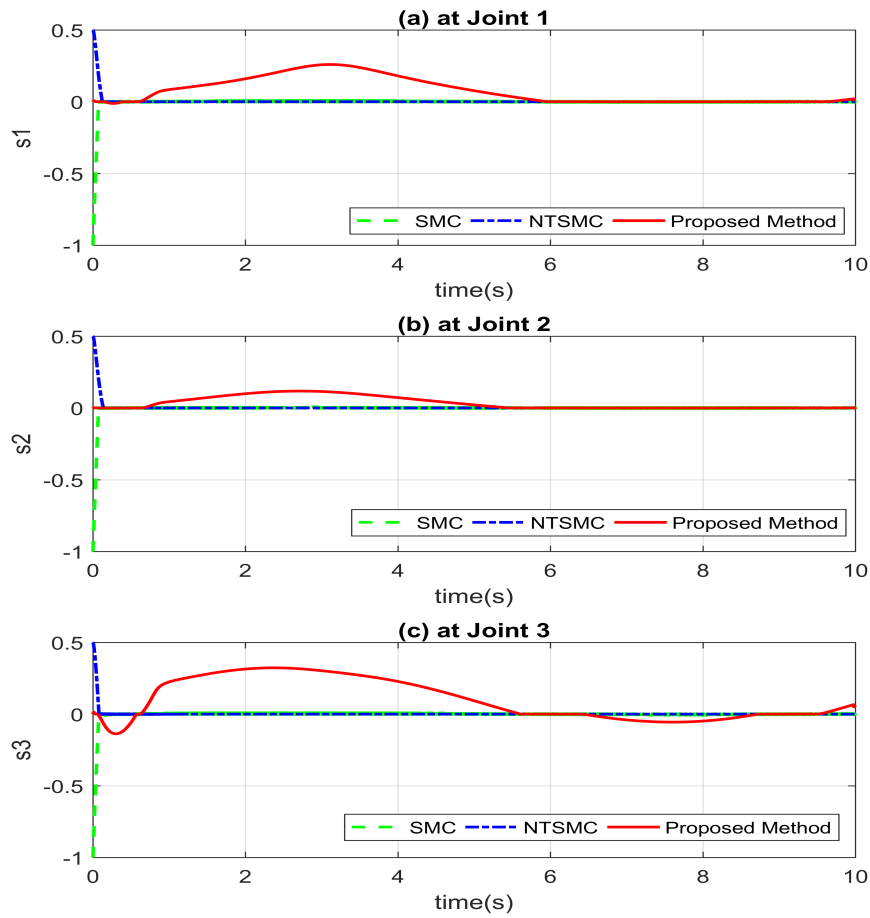 (a) at Joint 1
0.5
0
-0.5
-1
s1
SMC NTSMC Proposed Method
0 2 4 6 8 10
time(s)
(b) at Joint 2
0.5
0
-0.5
-1
s2
SMC NTSMC Proposed Method
0 2 4 6 8 10
time(s)
(c) at Joint 3
0.5
0
-0.5
-1
s3
SMC NTSMC Proposed Method
0 2 4 6 8 10
time(s)